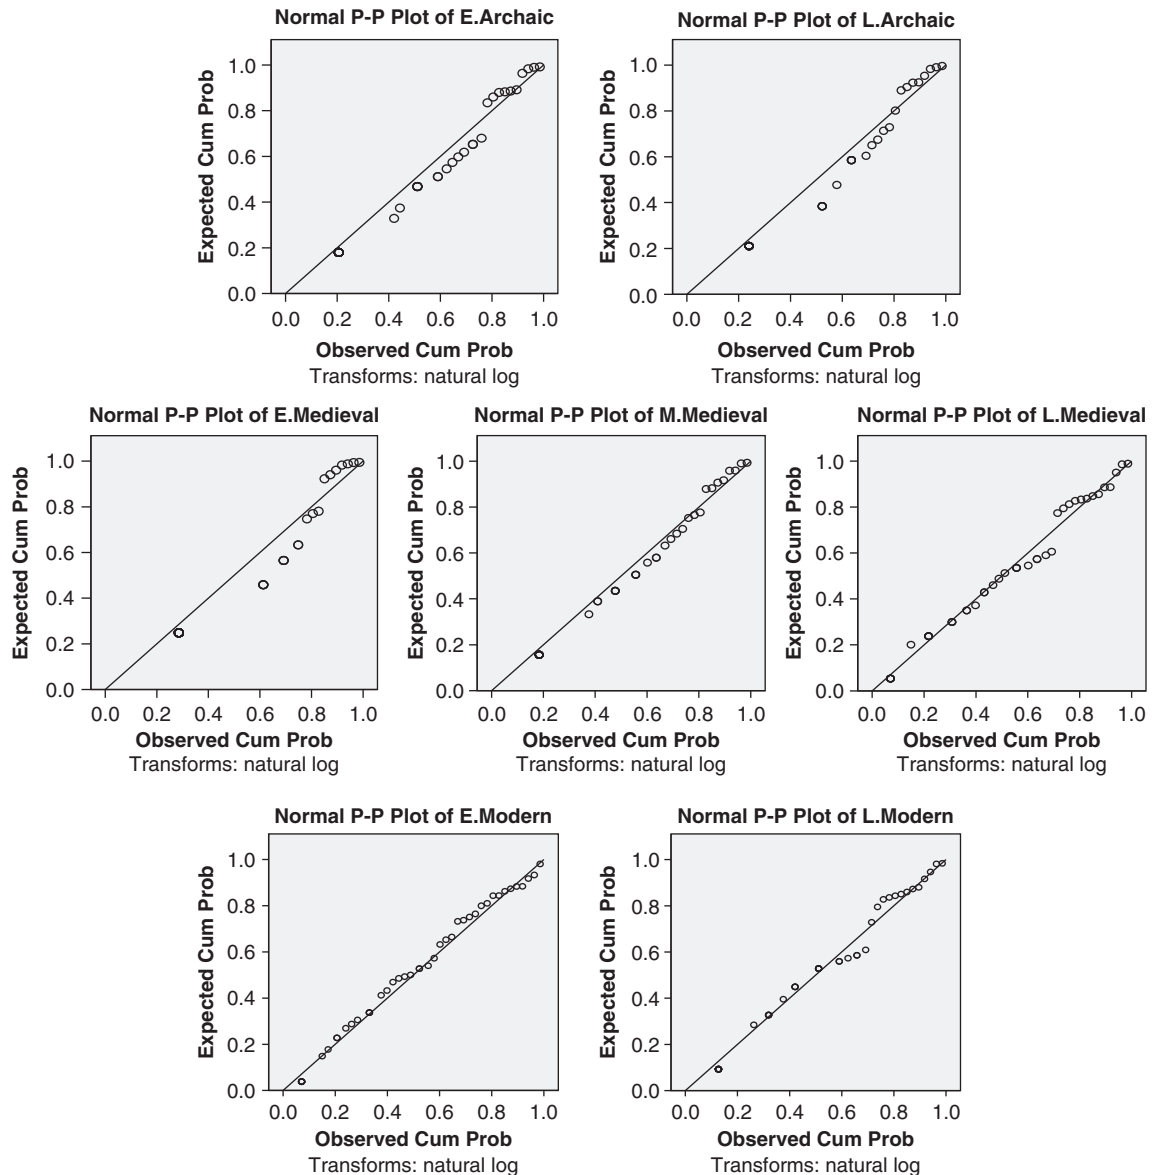 Normal P-P Plot of E.Archaic
Expected Cum Prob
1.0
0.8
0.6
0.4
0.2
0.0
0.0 0.2 0.4 0.6 0.8 1.0
Observed Cum Prob
Transforms: natural log
Normal P-P Plot of L.Archaic
Expected Cum Prob
1.0
0.8
0.6
0.4
0.2
0.0
0.0 0.2 0.4 0.6 0.8 1.0
Observed Cum Prob
Transforms: natural log
Normal P-P Plot of E.Medieval
Expected Cum Prob
1.0
0.8
0.6
0.4
0.2
0.0
0.0 0.2 0.4 0.6 0.8 1.0
Observed Cum Prob
Transforms: natural log
Normal P-P Plot of M.Medieval
Expected Cum Prob
1.0
0.8
0.6
0.4
0.2
0.0
0.0 0.2 0.4 0.6 0.8 1.0
Observed Cum Prob
Transforms: natural log
Normal P-P Plot of L.Medieval
Expected Cum Prob
1.0
0.8
0.6
0.4
0.2
0.0
0.0 0.2 0.4 0.6 0.8 1.0
Observed Cum Prob
Transforms: natural log
Normal P-P Plot of E.Modern
Expected Cum Prob
1.0
0.8
0.6
0.4
0.2
0.0
0.0 0.2 0.4 0.6 0.8 1.0
Observed Cum Prob
Transforms: natural log
Normal P-P Plot of L.Modern
Expected Cum Prob
1.0
0.8
0.6
0.4
0.2
0.0
0.0 0.2 0.4 0.6 0.8 1.0
Observed Cum Prob
Transforms: natural log